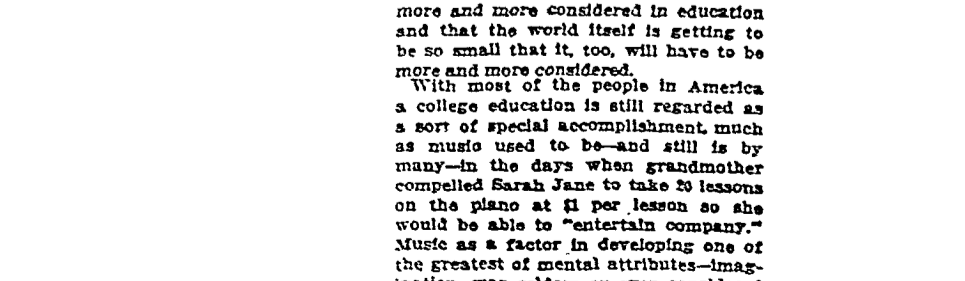 more and more considered in education
and that the world itself is getting to
be so small that it, too, will have to be
more and more considered.
With most of the people in America
a college education is still regarded as
a sort of special accomplishment, much
as music used to be—and still is by
many—in the days when grandmother
compelled Sarah Jane to take 20 lessons
on the piano at $1 per lesson so she
would be able to "entertain company."
Music as a factor in developing one of
the greatest of mental attributes—imag-